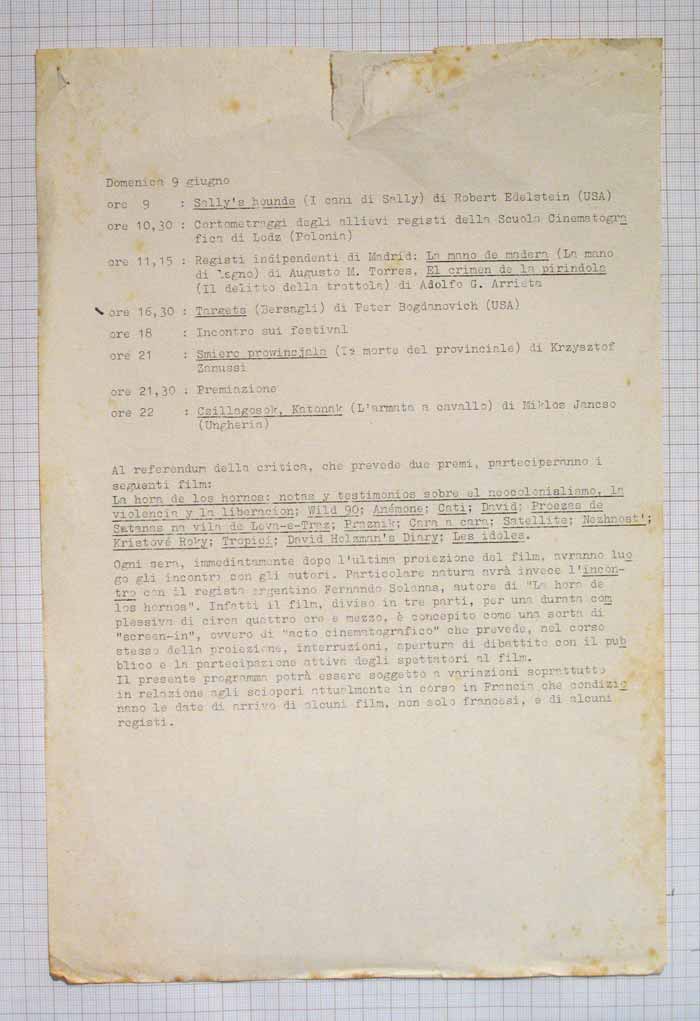 Domenica 9 giugno
ore 9 : Sally's hounds (I cani di Sally) di Robert Edelstein (USA)
ore 10,30 : Cortometraggi degli allievi registi della Scuola Cinematogra
fica di Lodz (Polonia)
ore 11,15 : Registi indipendenti di Madrid: La mano de madera (La mano
di legno) di Augusto M. Torres, El crimen de la pirindola
(Il delitto della trottola) di Adolfo G. Arrieta
ore 16,30 : Targets (Bersagli) di Peter Bogdanovich (USA)
ore 18 : Incontro sui festival
ore 21 : Smierc prowincjala (La morte del provinciale) di Krzysztof
Zanussi
ore 21,30 : Premiazione
ore 22 : Csillagosok, Katonak (L'armata a cavallo) di Miklos Jancso
(Ungheria)
Al referendum della critica, che prevede due premi, parteciperanno i
seguenti film:
La hora de los hornos: notas y testimonios sobre el neocolonialismo, la
violencia y la liberacion; Wild 90; Anémone; Cati; David; Proezas de
Satanas na vila de Leva-e-Traz; Praznik; Cara a cara; Satellite; Nezhnost';
Kristové Roky; Tropici; David Holzman's Diary; Les idoles.
Ogni sera, immediatamente dopo l'ultima proiezione del film, avranno luo
go gli incontri con gli autori. Particolare natura avrà invece l'incon-
tro con il regista argentino Fernando Solanas, autore di "La hora de
los hornos". Infatti il film, diviso in tre parti, per una durata com
plessiva di circa quattro ore e mezzo, è concepito come una sorta di
"screen-in", ovvero di "acto cinematografico" che prevede, nel corso
stesso della proiezione, interruzioni, apertura di dibattito con il pub
blico e la partecipazione attiva degli spettatori al film.
Il presente programma potrà essere soggetto a variazioni soprattutto
in relazione agli scioperi attualmente in corso in Francia che condizio
nano le date di arrivo di alcuni film, non solo francesi, e di alcuni
registi.